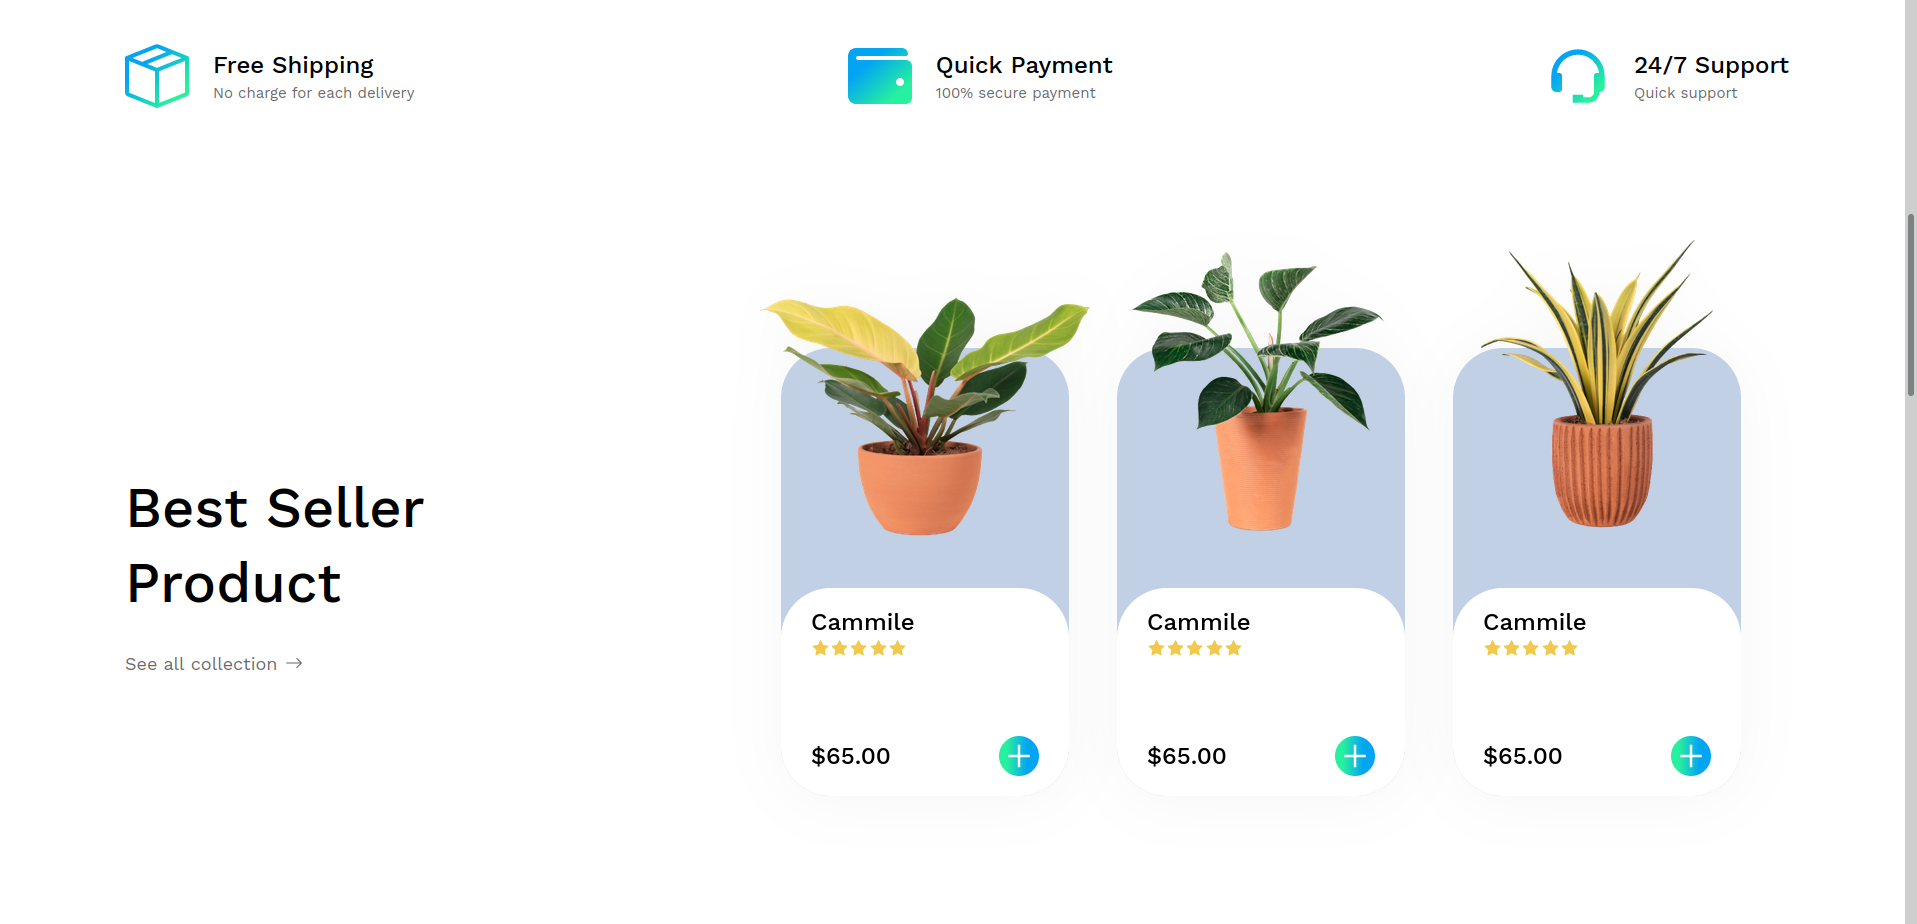 Free Shipping
No charge for each delivery
Quick Payment
100% secure payment
24/7 Support
Quick support
Best Seller
Product
See all collection
Cammile
$65.00
Cammile
$65.00
Cammile
$65.00